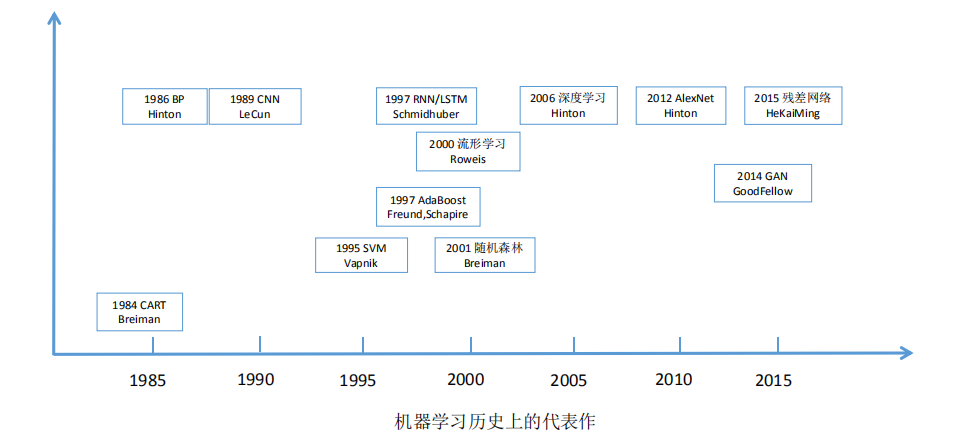 1986 BP
Hinton
1989 CNN
LeCun
1997 RNN/LSTM
Schmidhuber
2006 深度学习
Hinton
2012 AlexNet
Hinton
2015 残差网络
HeKaiMing
2000 流形学习
Roweis
2014 GAN
GoodFellow
1997 AdaBoost
Freund,Schapire
1995 SVM
Vapnik
2001 随机森林
Breiman
1984 CART
Breiman
1985
1990
1995
2000
2005
2010
2015
机器学习历史上的代表作